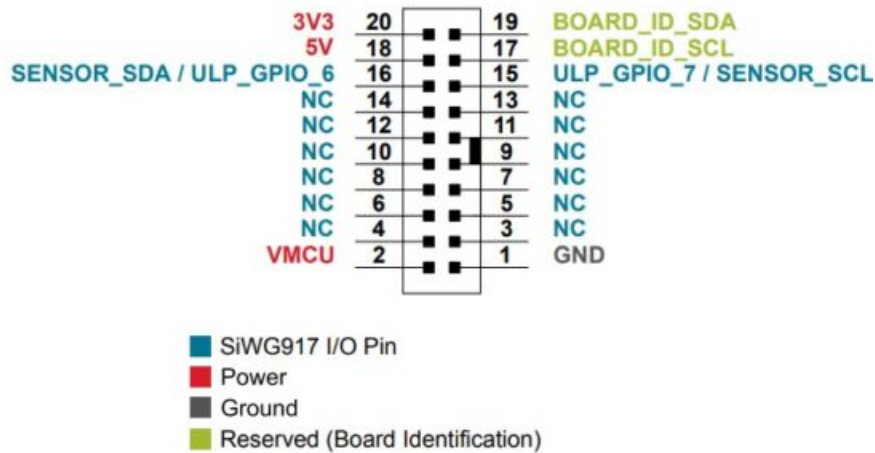 3V3 20 19 BOARD_ID_SDA
5V 18 17 BOARD_ID_SCL
SENSOR_SDA / ULP_GPIO_6 16 15 ULP_GPIO_7 / SENSOR_SCL
NC 14 13 NC
NC 12 11 NC
NC 10 9 NC
NC 8 7 NC
NC 6 5 NC
NC 4 3 NC
VMCU 2 1 GND
SiWG917 I/O Pin
Power
Ground
Reserved (Board Identification)